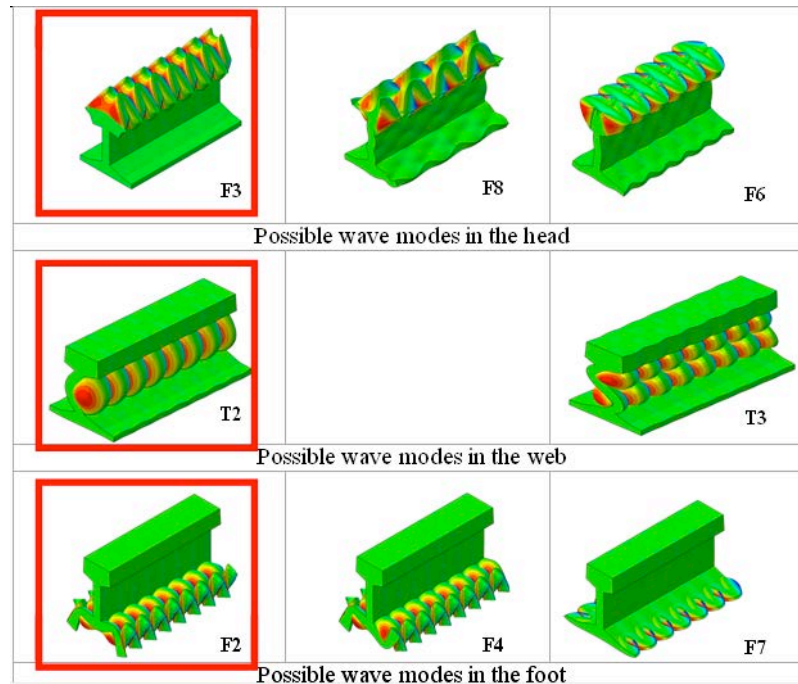 F3 F8 F6
Possible wave modes in the head
T2 T3
Possible wave modes in the web
F2 F4 F7
Possible wave modes in the foot